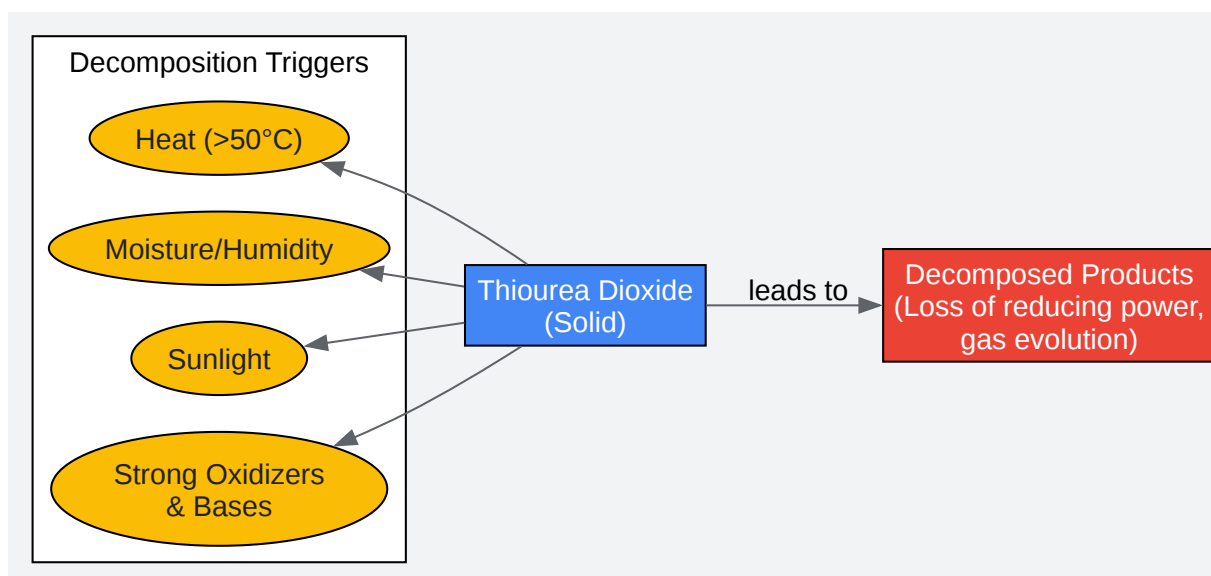 Decomposition Triggers
Heat (>50°C)
Moisture/Humidity
Sunlight
Strong Oxidizers
& Bases
Thiourea Dioxide
(Solid)
leads to
Decomposed Products
(Loss of reducing power,
gas evolution)